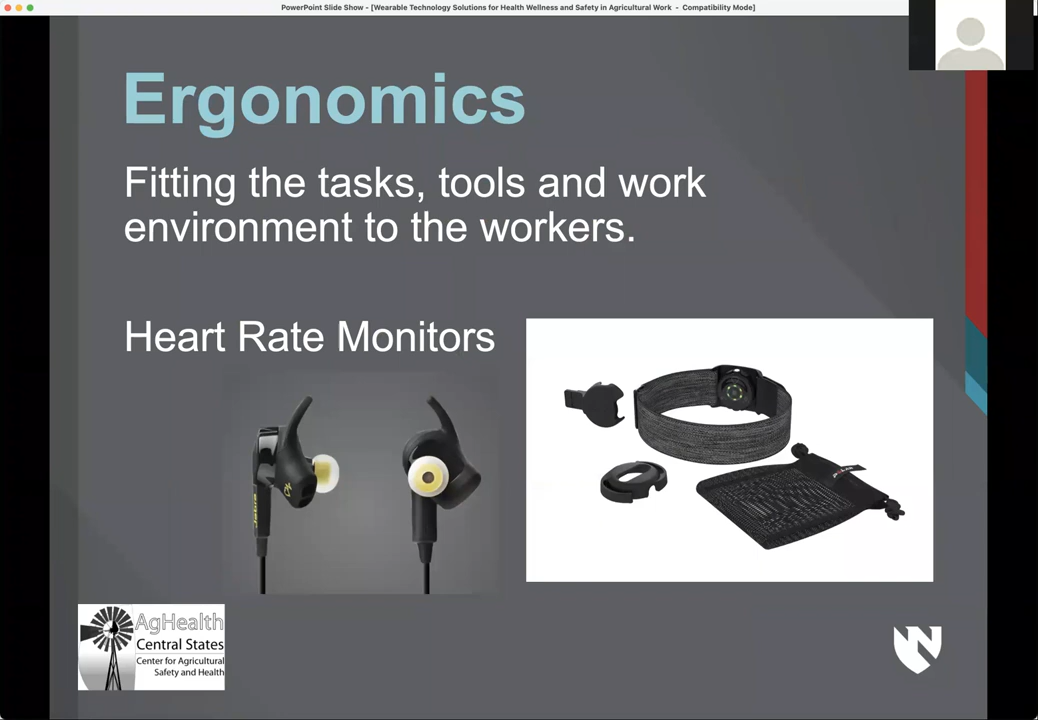 PowerPoint Slide Show - [Wearable Technology Solutions for Health Wellness and Safety in Agricultural Work - Compatibility Mode]
Ergonomics
Fitting the tasks, tools and work
environment to the workers.
Heart Rate Monitors
Jabra
POLAR
AgHealth
Central States
Center for Agricultural
Safety and Health